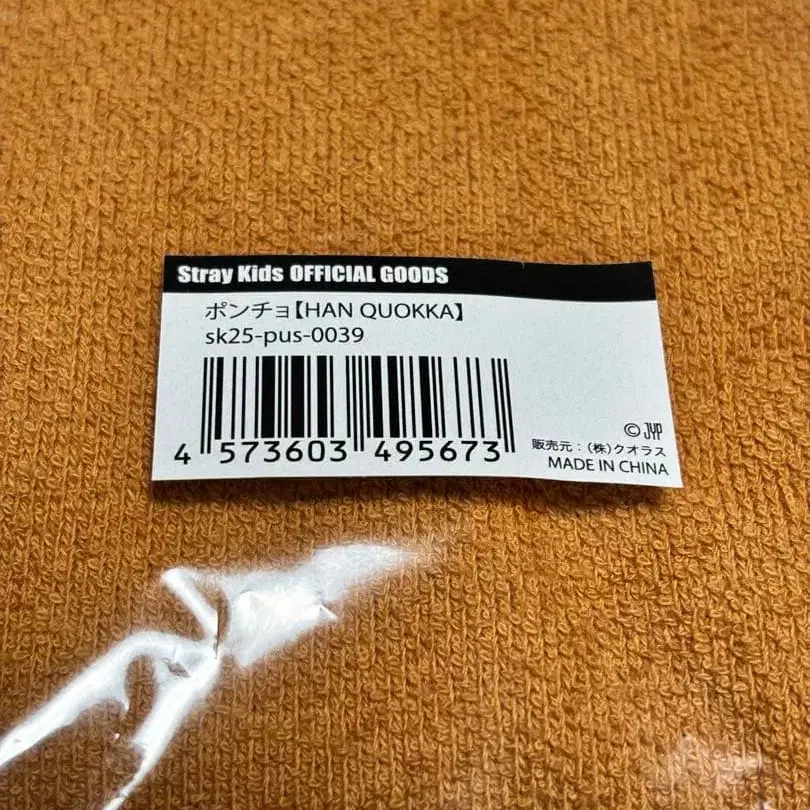 Stray Kids OFFICIAL GOODS
ポンチョ【HAN QUOKKA】
sk25-pus-0039
4 573603 495673
© JYP
販売元:(株)クオラス
MADE IN CHINA